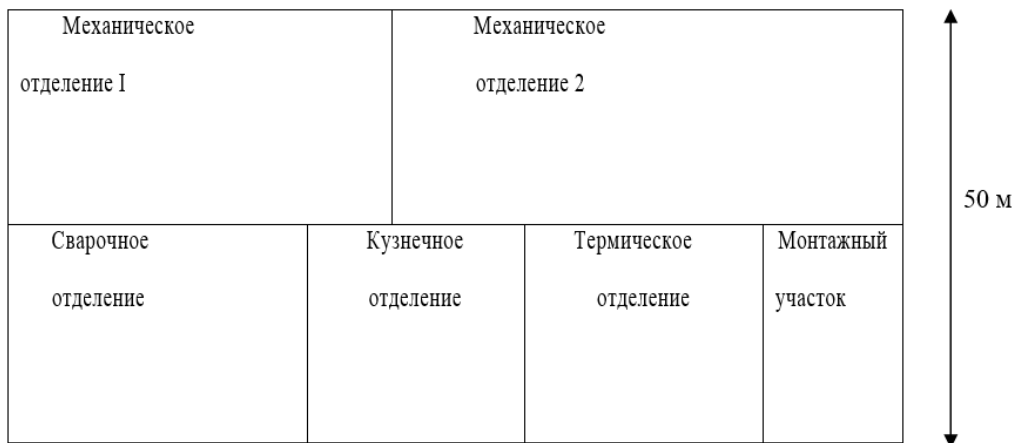 Механическое
отделение I
Механическое
отделение 2
50 м
Сварочное
отделение
Кузнечное
отделение
Термическое
отделение
Монтажный
участок